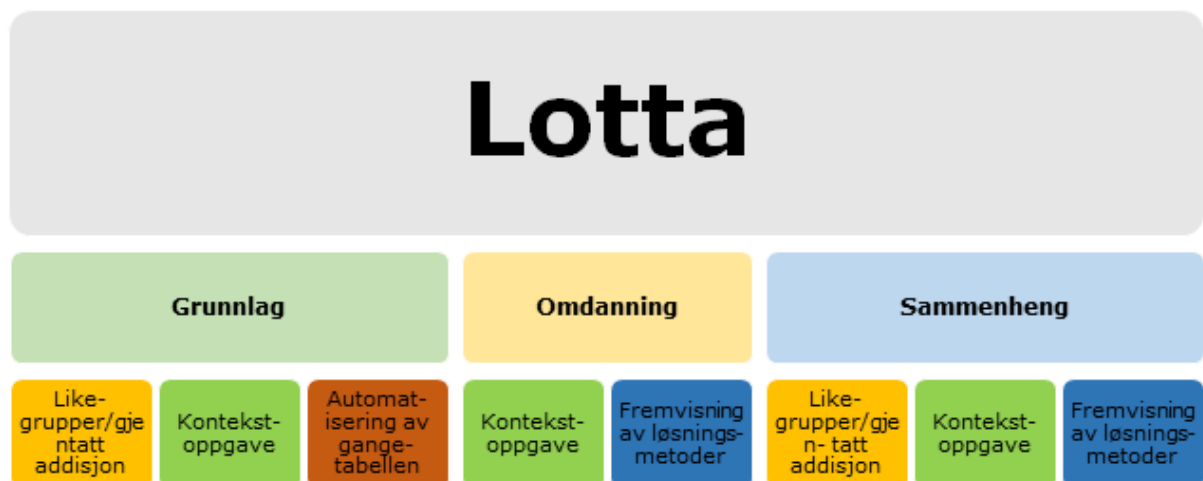 Lotta
Grunnlag
Omdanning
Sammenheng
Like-
grupper/gje
ntatt
addisjon
Kontekst-
oppgave
Automat-
isering av
gange-
tabellen
Kontekst-
oppgave
Fremvisning
av løsnings-
metoder
Like-
grupper/gje
n- tatt
addisjon
Kontekst-
oppgave
Fremvisning
av løsnings-
metoder